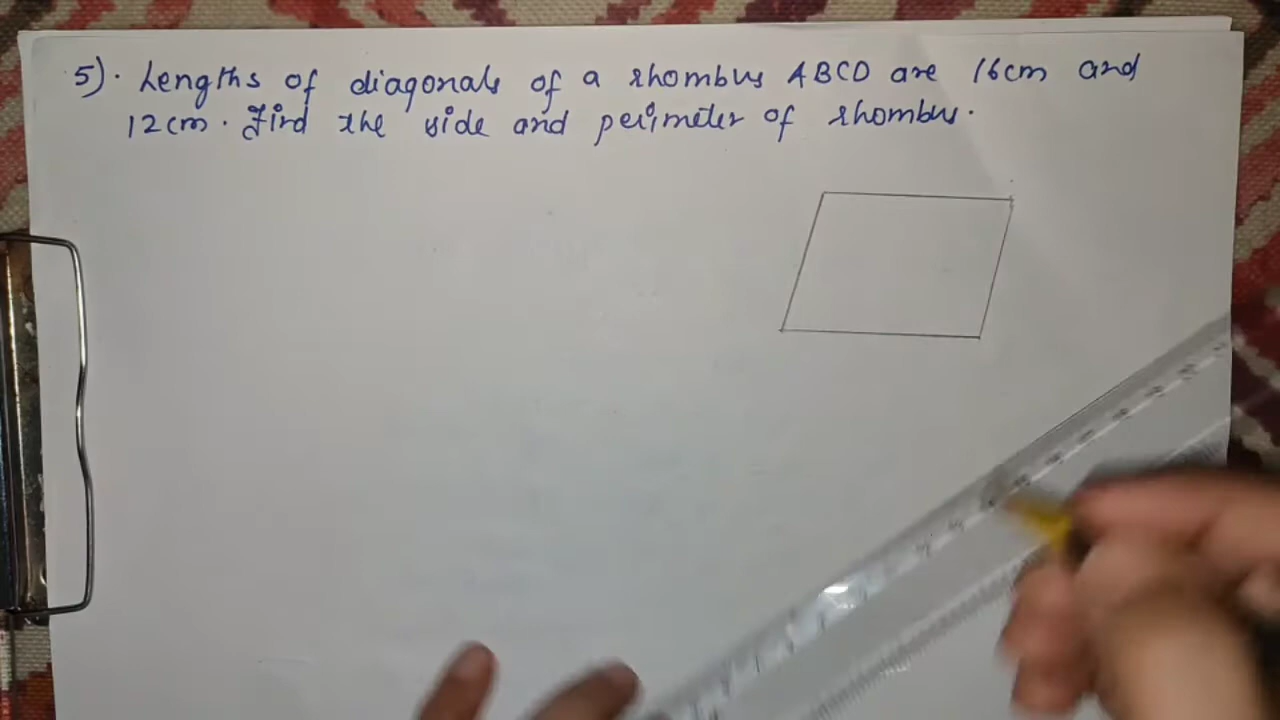 5). Lengths of diagonals of a rhombus ABCD are 16cm and
12cm. Find the side and perimeter of rhombus.